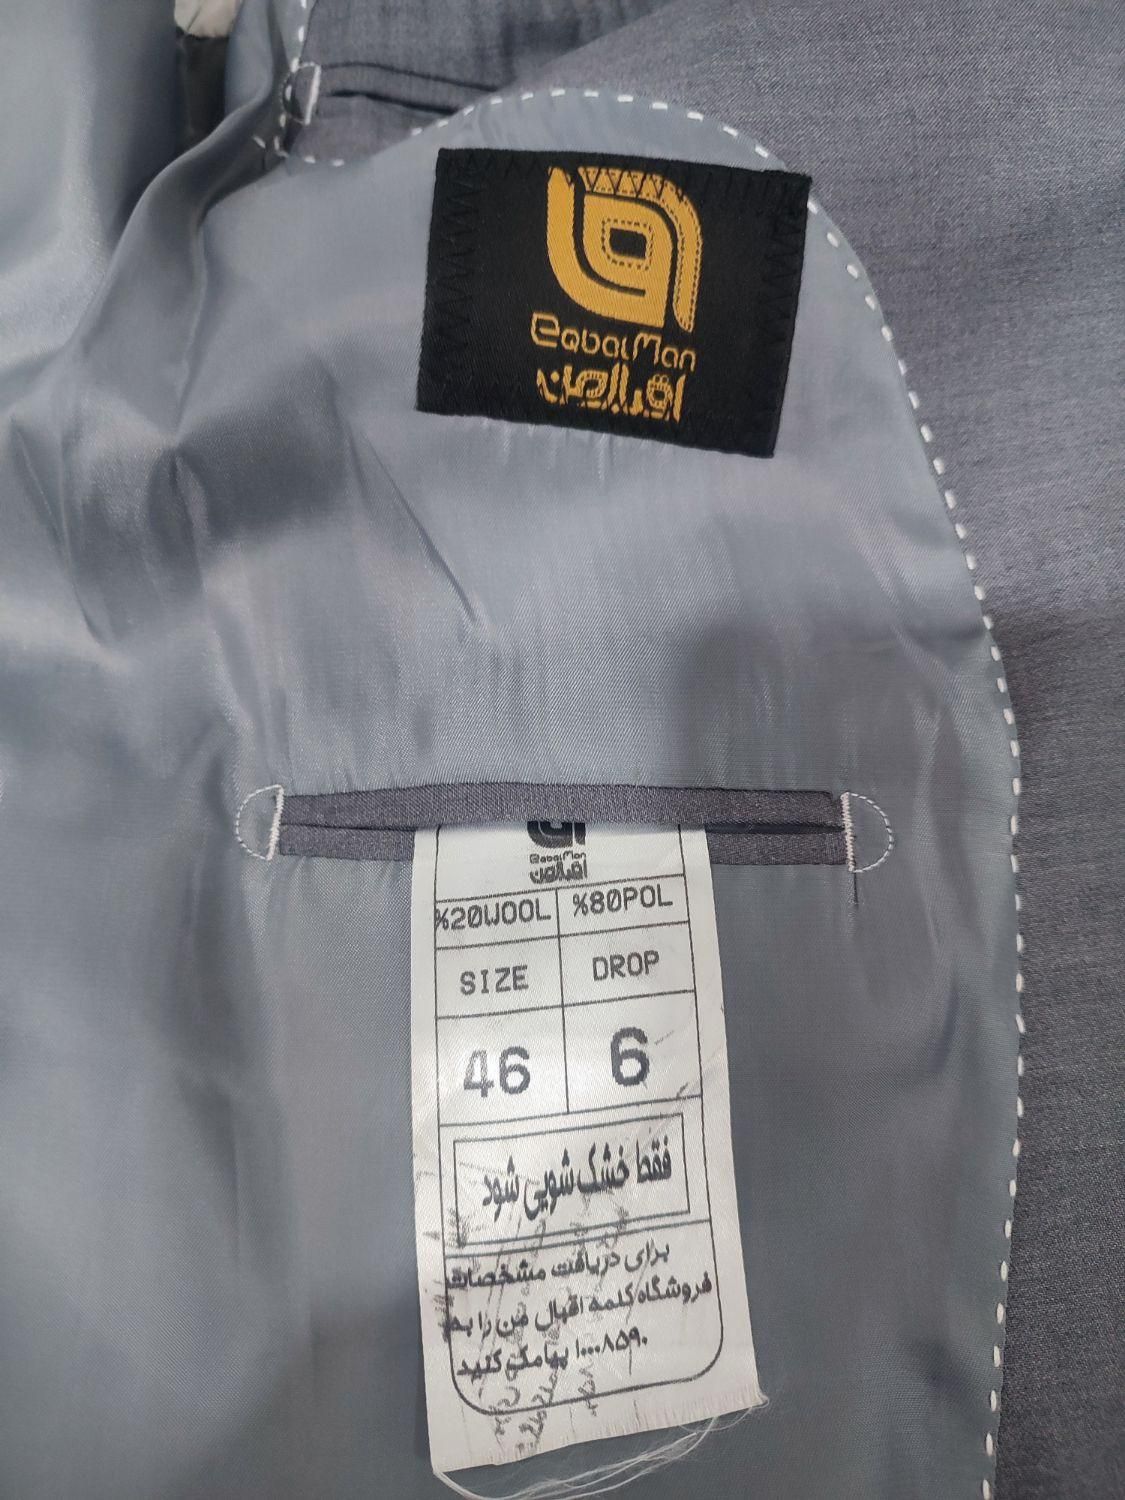 EqbalMan
اقبال‌من
EqbalMan
اقبال‌من
%20WOOL %80POL
SIZE DROP
46 6
فقط خشک شویی شود
برای دریافت مشخصات
فروشگاه کلمه اقبال من را به
۱۰۰۰۸۵۹۰ پیامک کنید